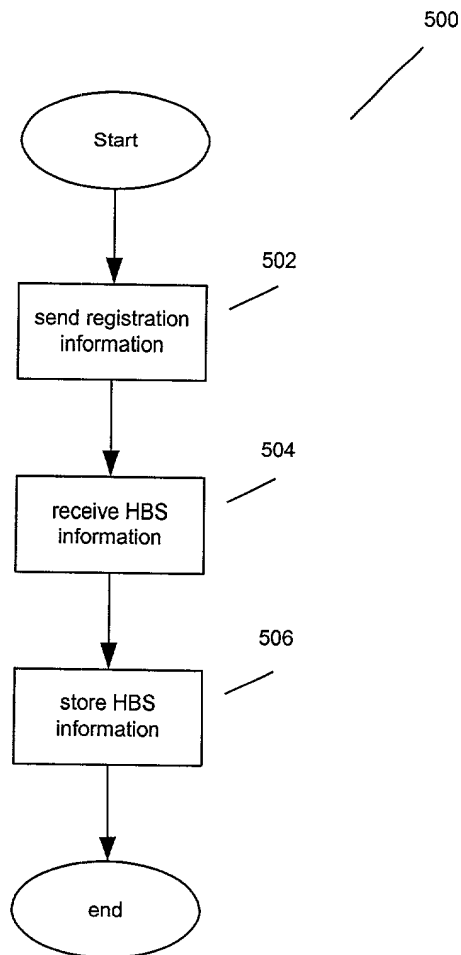 500
Start
502
send registration
information
504
receive HBS
information
506
store HBS
information
end